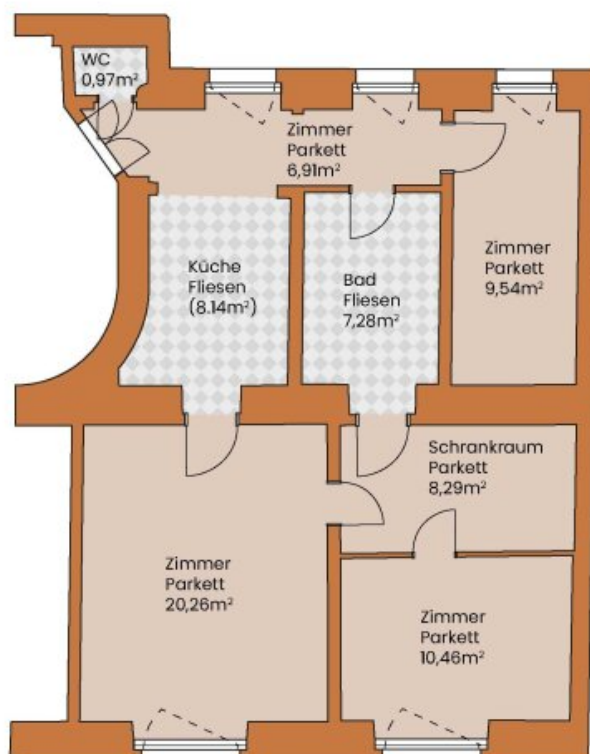 WC
0,97m²
Zimmer
Parkett
6,91m²
Zimmer
Parkett
9,54m²
Küche
Fliesen
(8.14m²)
Bad
Fliesen
7,28m²
Schrankraum
Parkett
8,29m²
Zimmer
Parkett
20,26m²
Zimmer
Parkett
10,46m²